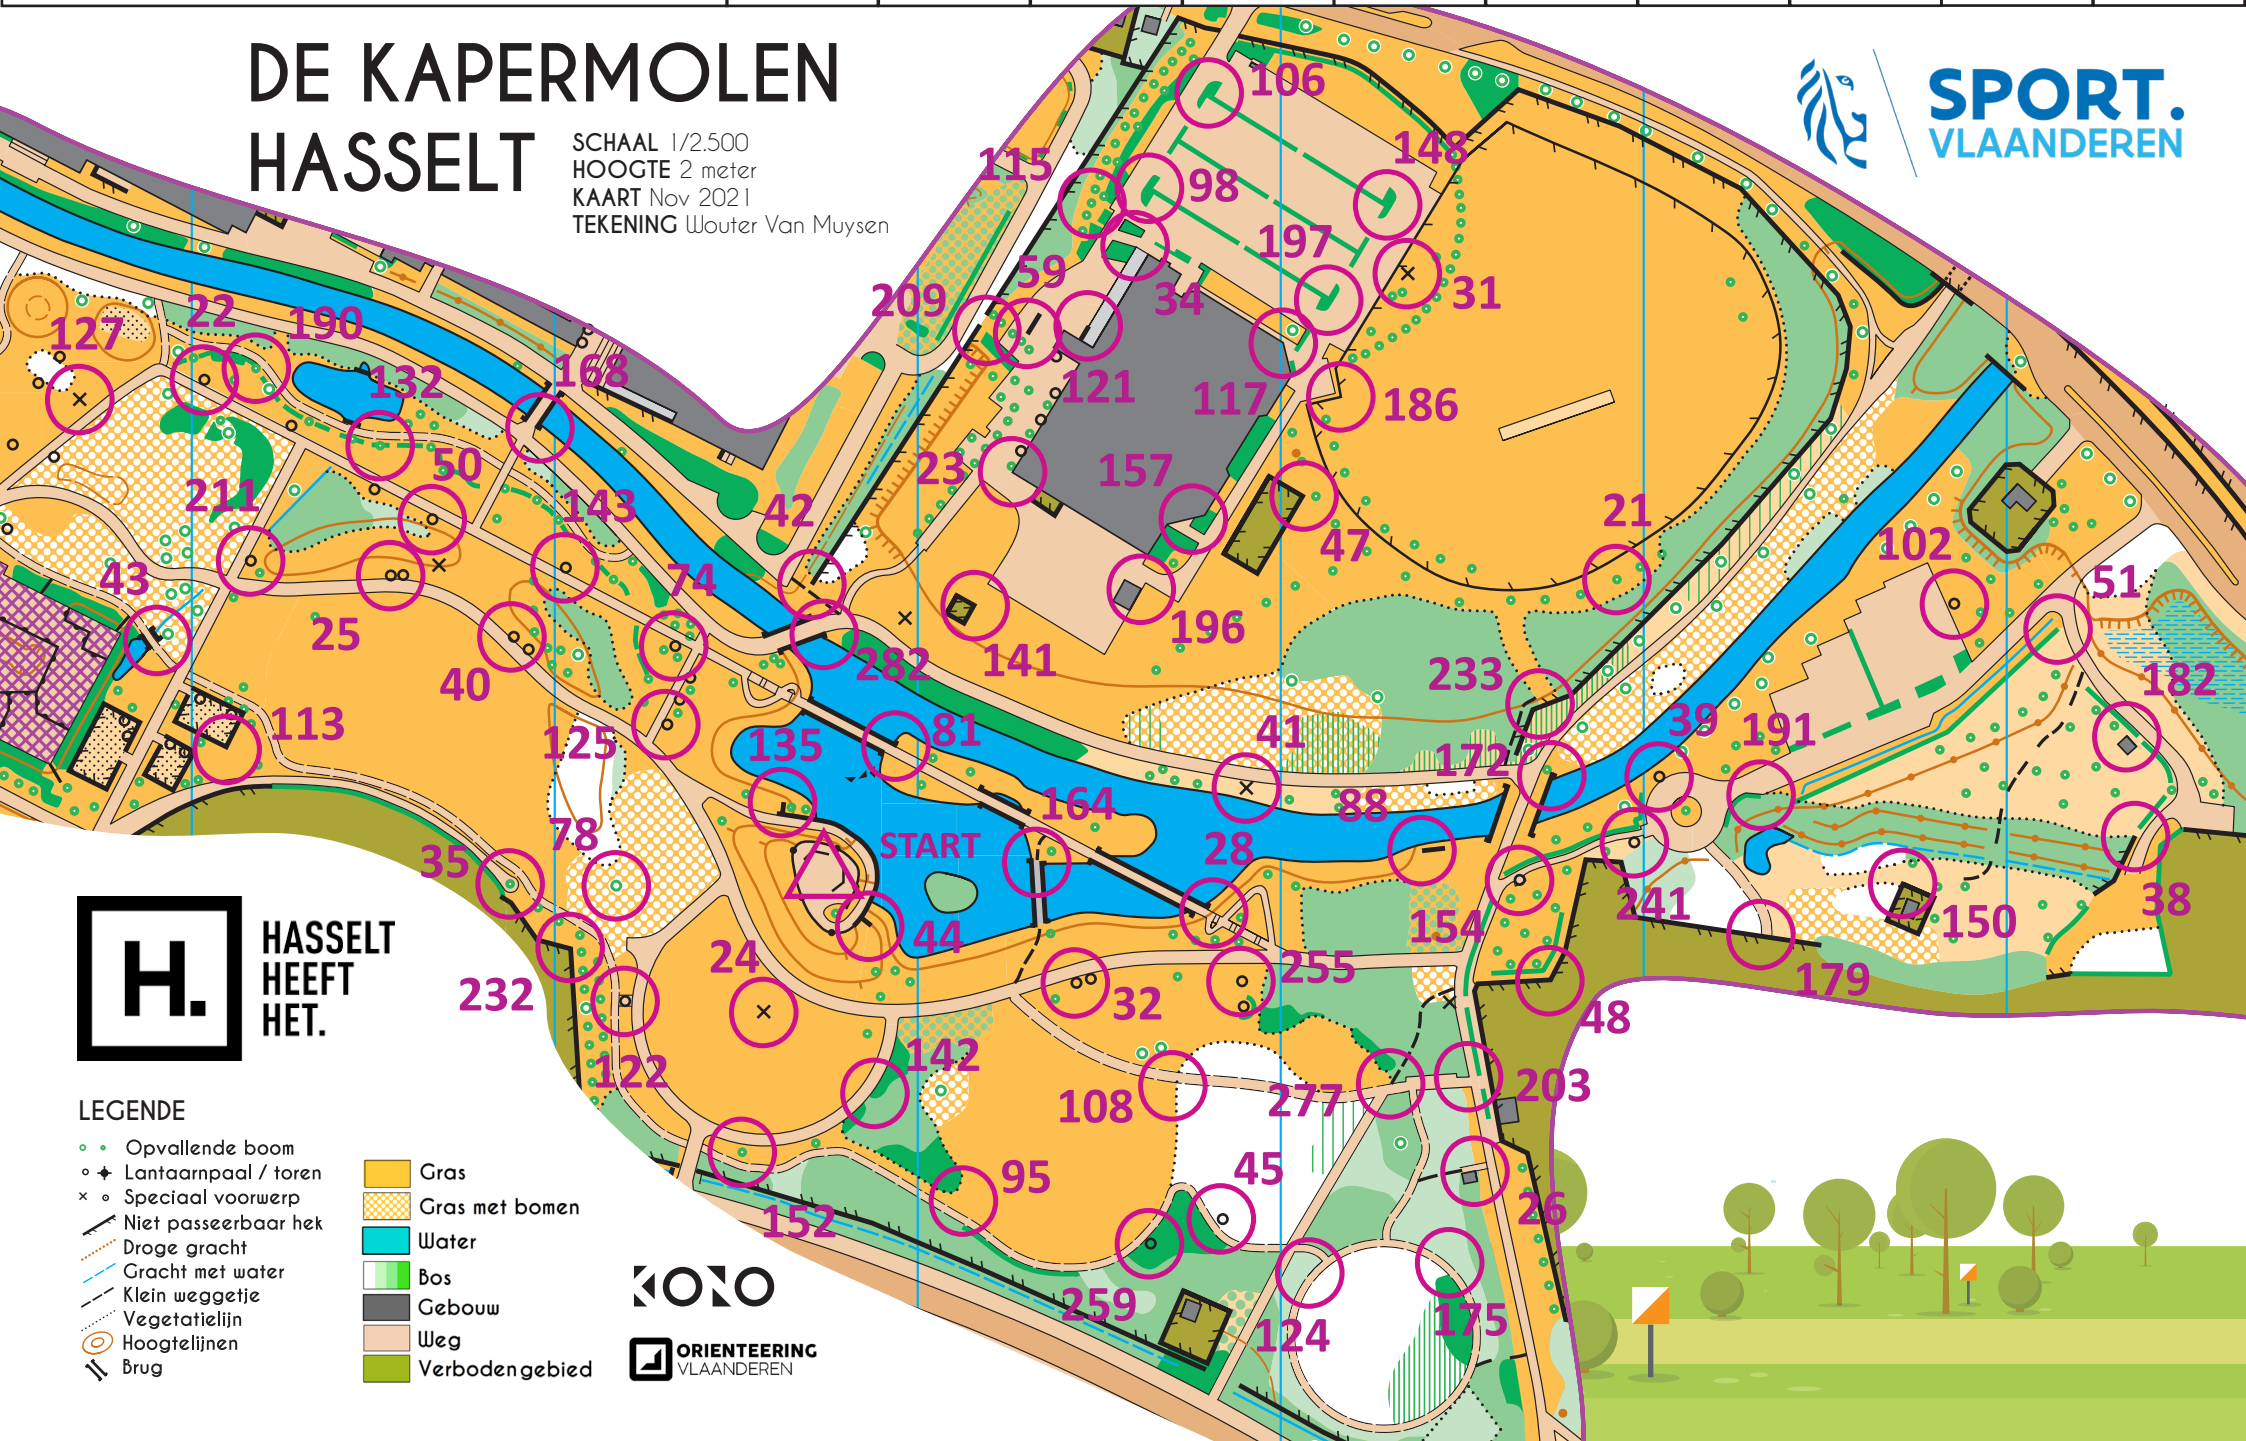 DE KAPERMOLEN
HASSELT
SCHAAL 1/2.500
HOOGTE 2 meter
KAART Nov 2021
TEKENING Wouter Van Muysen
SPORT.
VLAANDEREN
106
148
115
98
197
59
209
34
31
22
190
127
168
132
121
117
186
50
23
157
211
143
42
21
47
102
43
74
51
25
196
282
141
40
233
182
113
125
135
81
41
172
39
191
164
88
START
28
78
35
241
38
154
44
150
24
255
232
32
179
48
142
122
108
277
203
45
95
26
152
259
124
175
H.
HASSELT
HEEFT
HET.
LEGENDE
Opvallende boom
Lantaarnpaal / toren
Speciaal voorwerp
Niet passeerbaar hek
Droge gracht
Gracht met water
Klein weggetje
Vegetatielijn
Hoogtelijnen
Brug
Gras
Gras met bomen
Water
Bos
Gebouw
Weg
Verboden gebied
KOKO
ORIENTEERING
VLAANDEREN